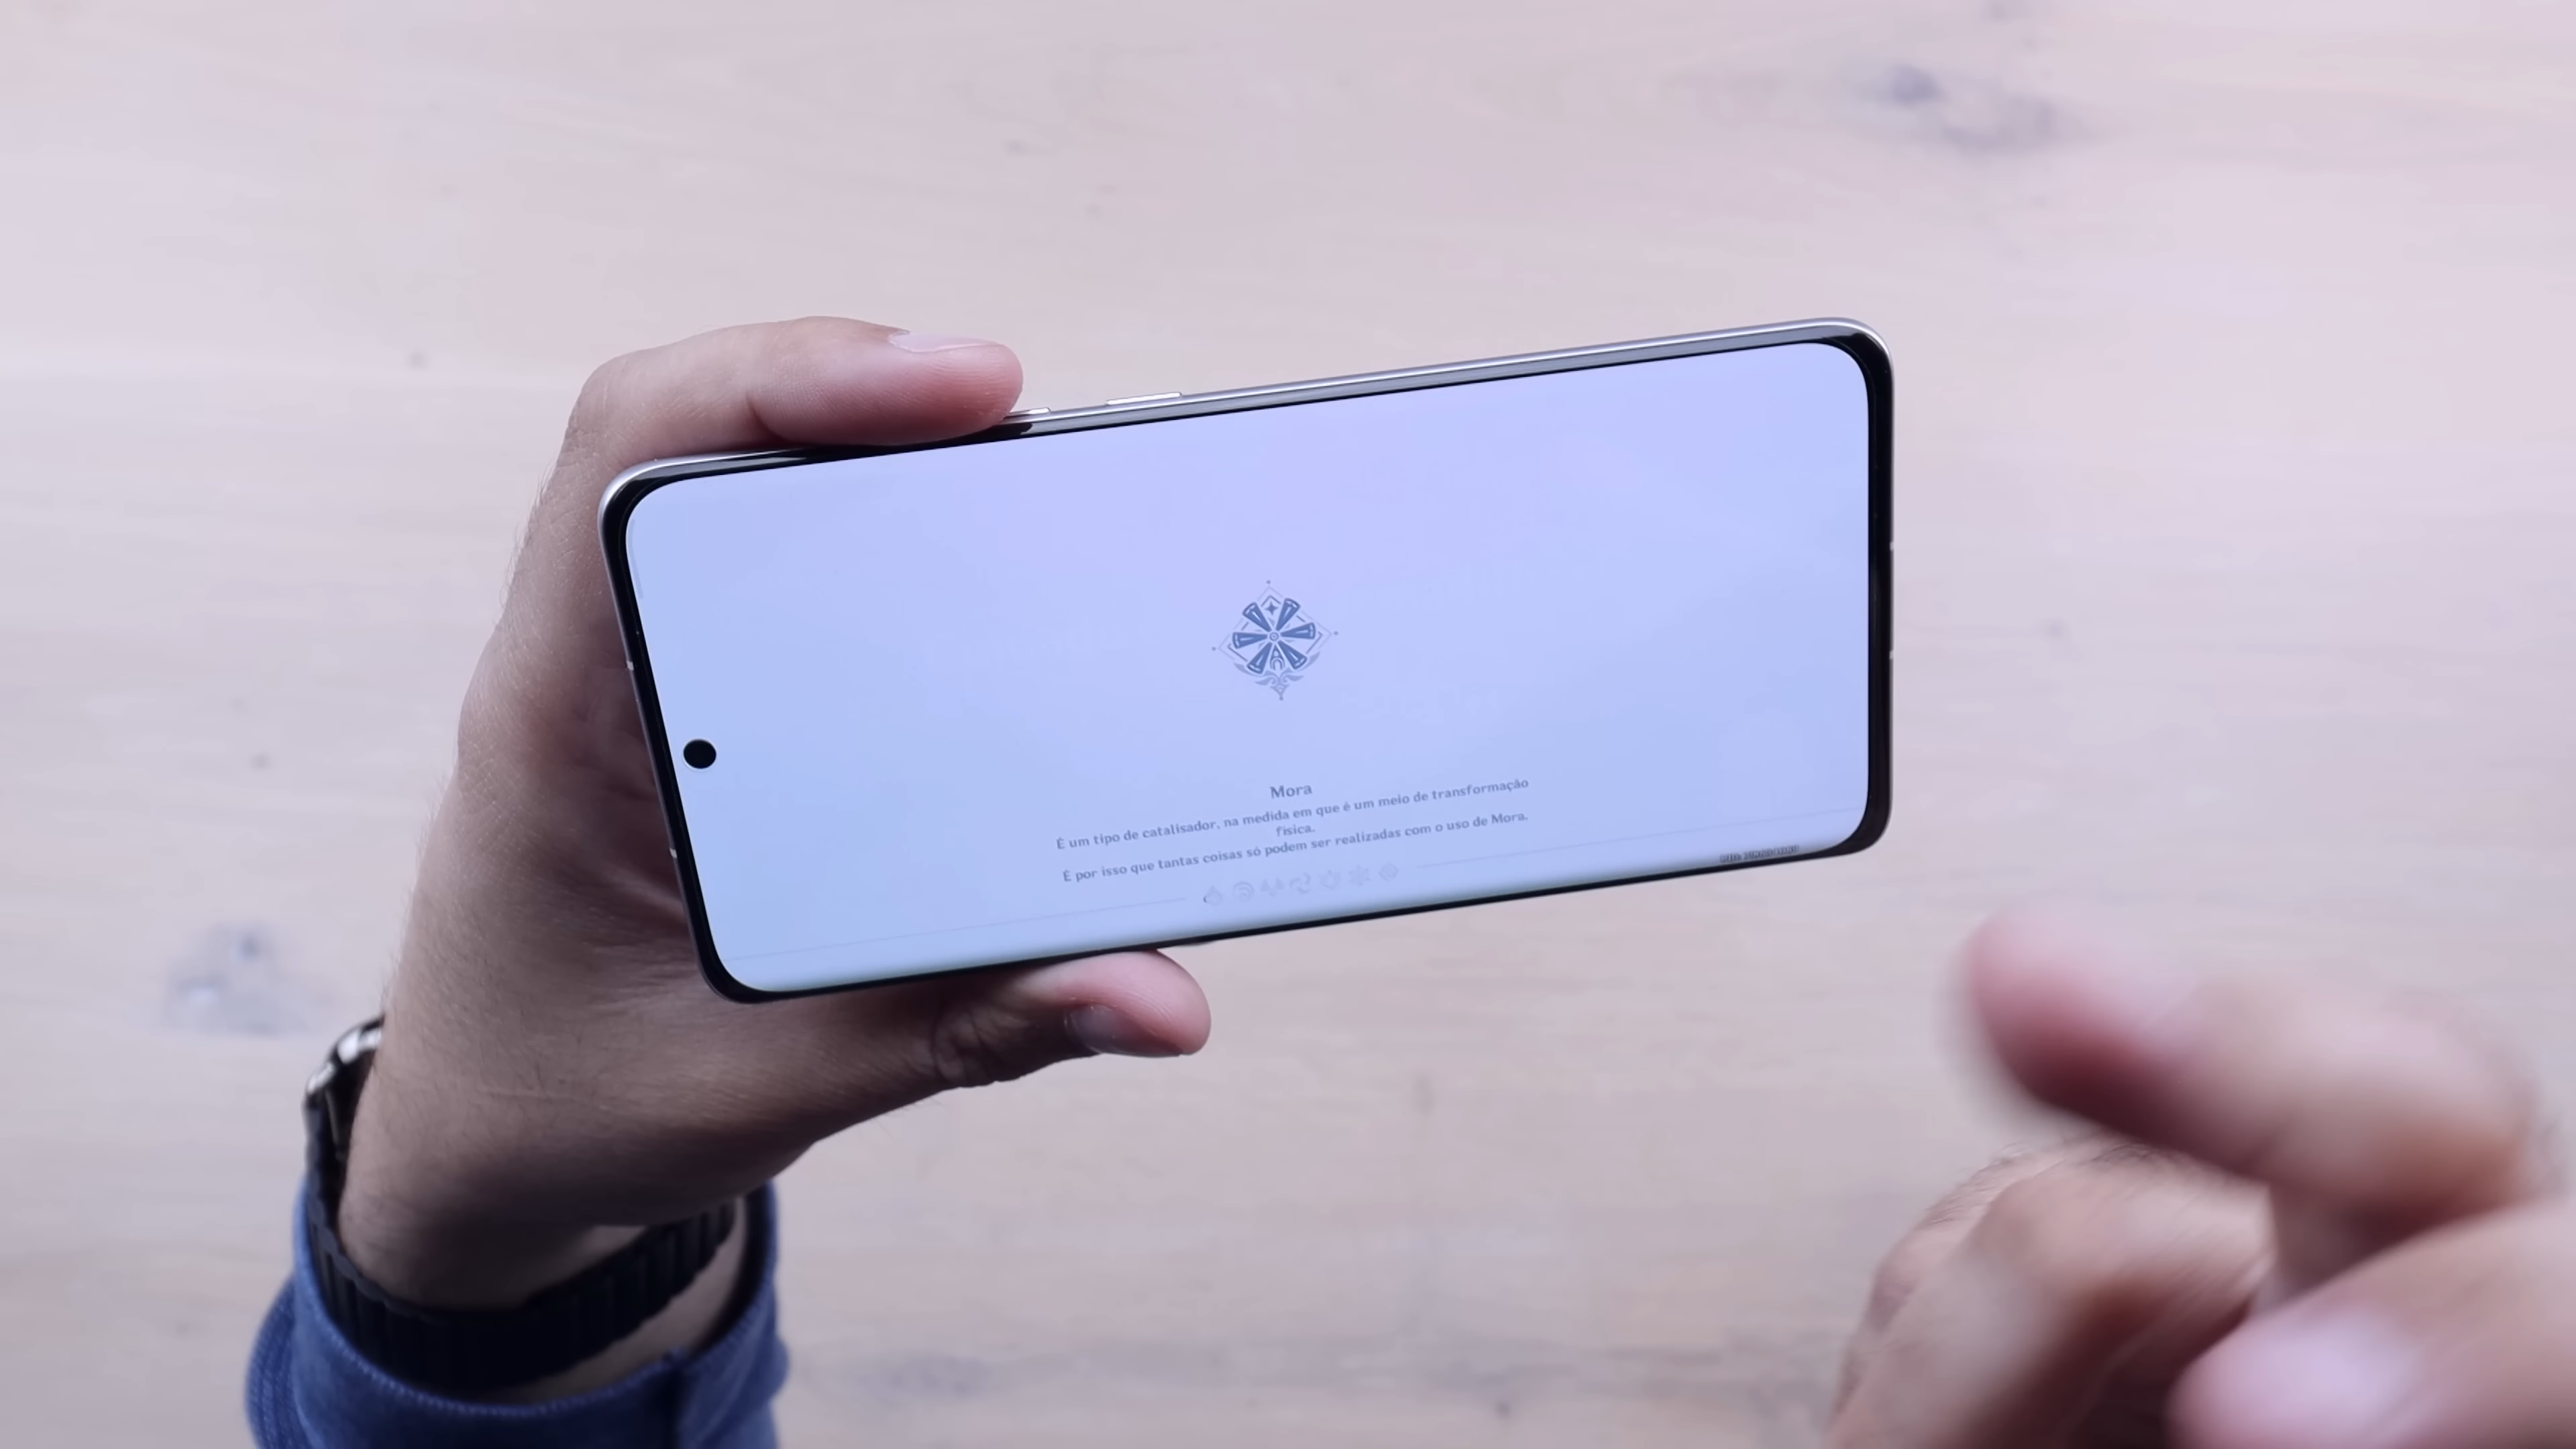 Mora
É um tipo de catalisador, na medida em que é um meio de transformação
física.
É por isso que tantas coisas só podem ser realizadas com o uso de Mora.